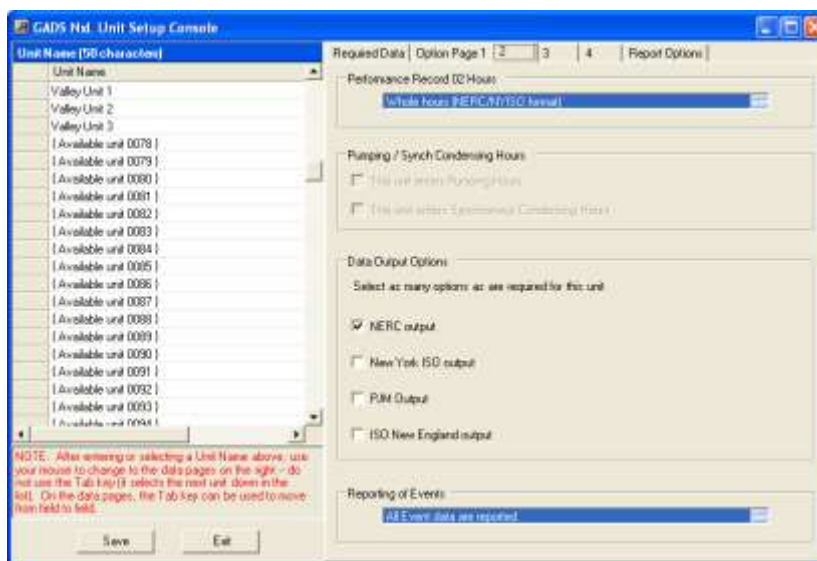 GADS Nxl Unit Setup Console
Unit Name (50 characters)
Unit Name
Valley Unit 1
Valley Unit 2
Valley Unit 3
[ Available unit 0078 ]
[ Available unit 0079 ]
[ Available unit 0080 ]
[ Available unit 0081 ]
[ Available unit 0082 ]
[ Available unit 0083 ]
[ Available unit 0084 ]
[ Available unit 0085 ]
[ Available unit 0086 ]
[ Available unit 0087 ]
[ Available unit 0088 ]
[ Available unit 0089 ]
[ Available unit 0090 ]
[ Available unit 0091 ]
[ Available unit 0092 ]
[ Available unit 0093 ]
[ Available unit 0094 ]
NOTE: After entering or selecting a Unit Name above, use
your mouse to change to the data pages on the right -- do
not use the Tab key (it selects the next unit down in the
list). On the data pages, the Tab key can be used to move
from field to field.
Save
Exit
Required Data
Option Page 1
2
3
4
Report Options
Performance Record 02 Hours
Whole hours (NERC/NYISO format)
Pumping / Synch Condensing Hours
This unit enters Pumping Hours
This unit enters Synchronous Condensing Hours
Data Output Options
Select as many options as are required for this unit
NERC output
New York ISO output
PJM Output
ISO New England output
Reporting of Events
All Event data are reported